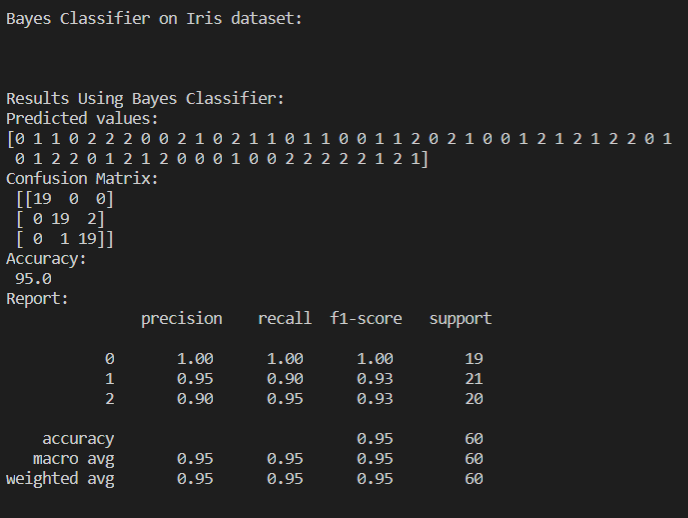 Bayes Classifier on Iris dataset:
Results Using Bayes Classifier:
Predicted values:
[0 1 1 0 2 2 2 0 0 2 1 0 2 1 1 0 1 1 0 0 1 1 2 0 2 1 0 0 1 2 1 2 1 2 2 0 1
 0 1 2 2 0 1 2 1 2 0 0 0 1 0 0 2 2 2 2 2 1 2 1]
Confusion Matrix:
 [[19  0  0]
 [ 0 19  2]
 [ 0  1 19]]
Accuracy:
 95.0
Report:
               precision    recall  f1-score   support
           0       1.00      1.00      1.00        19
           1       0.95      0.90      0.93        21
           2       0.90      0.95      0.93        20
    accuracy                           0.95        60
   macro avg       0.95      0.95      0.95        60
weighted avg       0.95      0.95      0.95        60